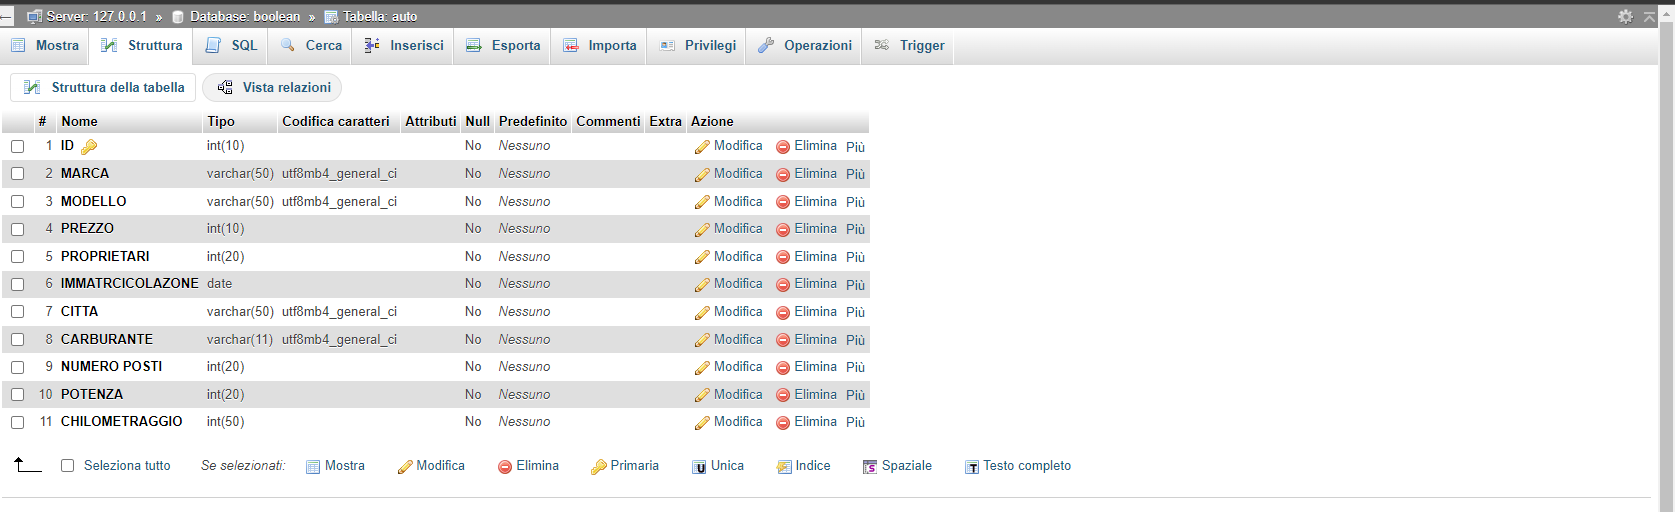 Server: 127.0.0.1 » Database: boolean » Tabella: auto
Mostra Struttura SQL Cerca Inserisci Esporta Importa Privilegi Operazioni Trigger
Struttura della tabella Vista relazioni
# Nome Tipo Codifica caratteri Attributi Null Predefinito Commenti Extra Azione
1 ID int(10) No Nessuno Modifica Elimina Più
2 MARCA varchar(50) utf8mb4_general_ci No Nessuno Modifica Elimina Più
3 MODELLO varchar(50) utf8mb4_general_ci No Nessuno Modifica Elimina Più
4 PREZZO int(10) No Nessuno Modifica Elimina Più
5 PROPRIETARI int(20) No Nessuno Modifica Elimina Più
6 IMMATRCICOLAZONE date No Nessuno Modifica Elimina Più
7 CITTA varchar(50) utf8mb4_general_ci No Nessuno Modifica Elimina Più
8 CARBURANTE varchar(11) utf8mb4_general_ci No Nessuno Modifica Elimina Più
9 NUMERO POSTI int(20) No Nessuno Modifica Elimina Più
10 POTENZA int(20) No Nessuno Modifica Elimina Più
11 CHILOMETRAGGIO int(50) No Nessuno Modifica Elimina Più
Seleziona tutto Se selezionati: Mostra Modifica Elimina Primaria Unica Indice Spaziale Testo completo